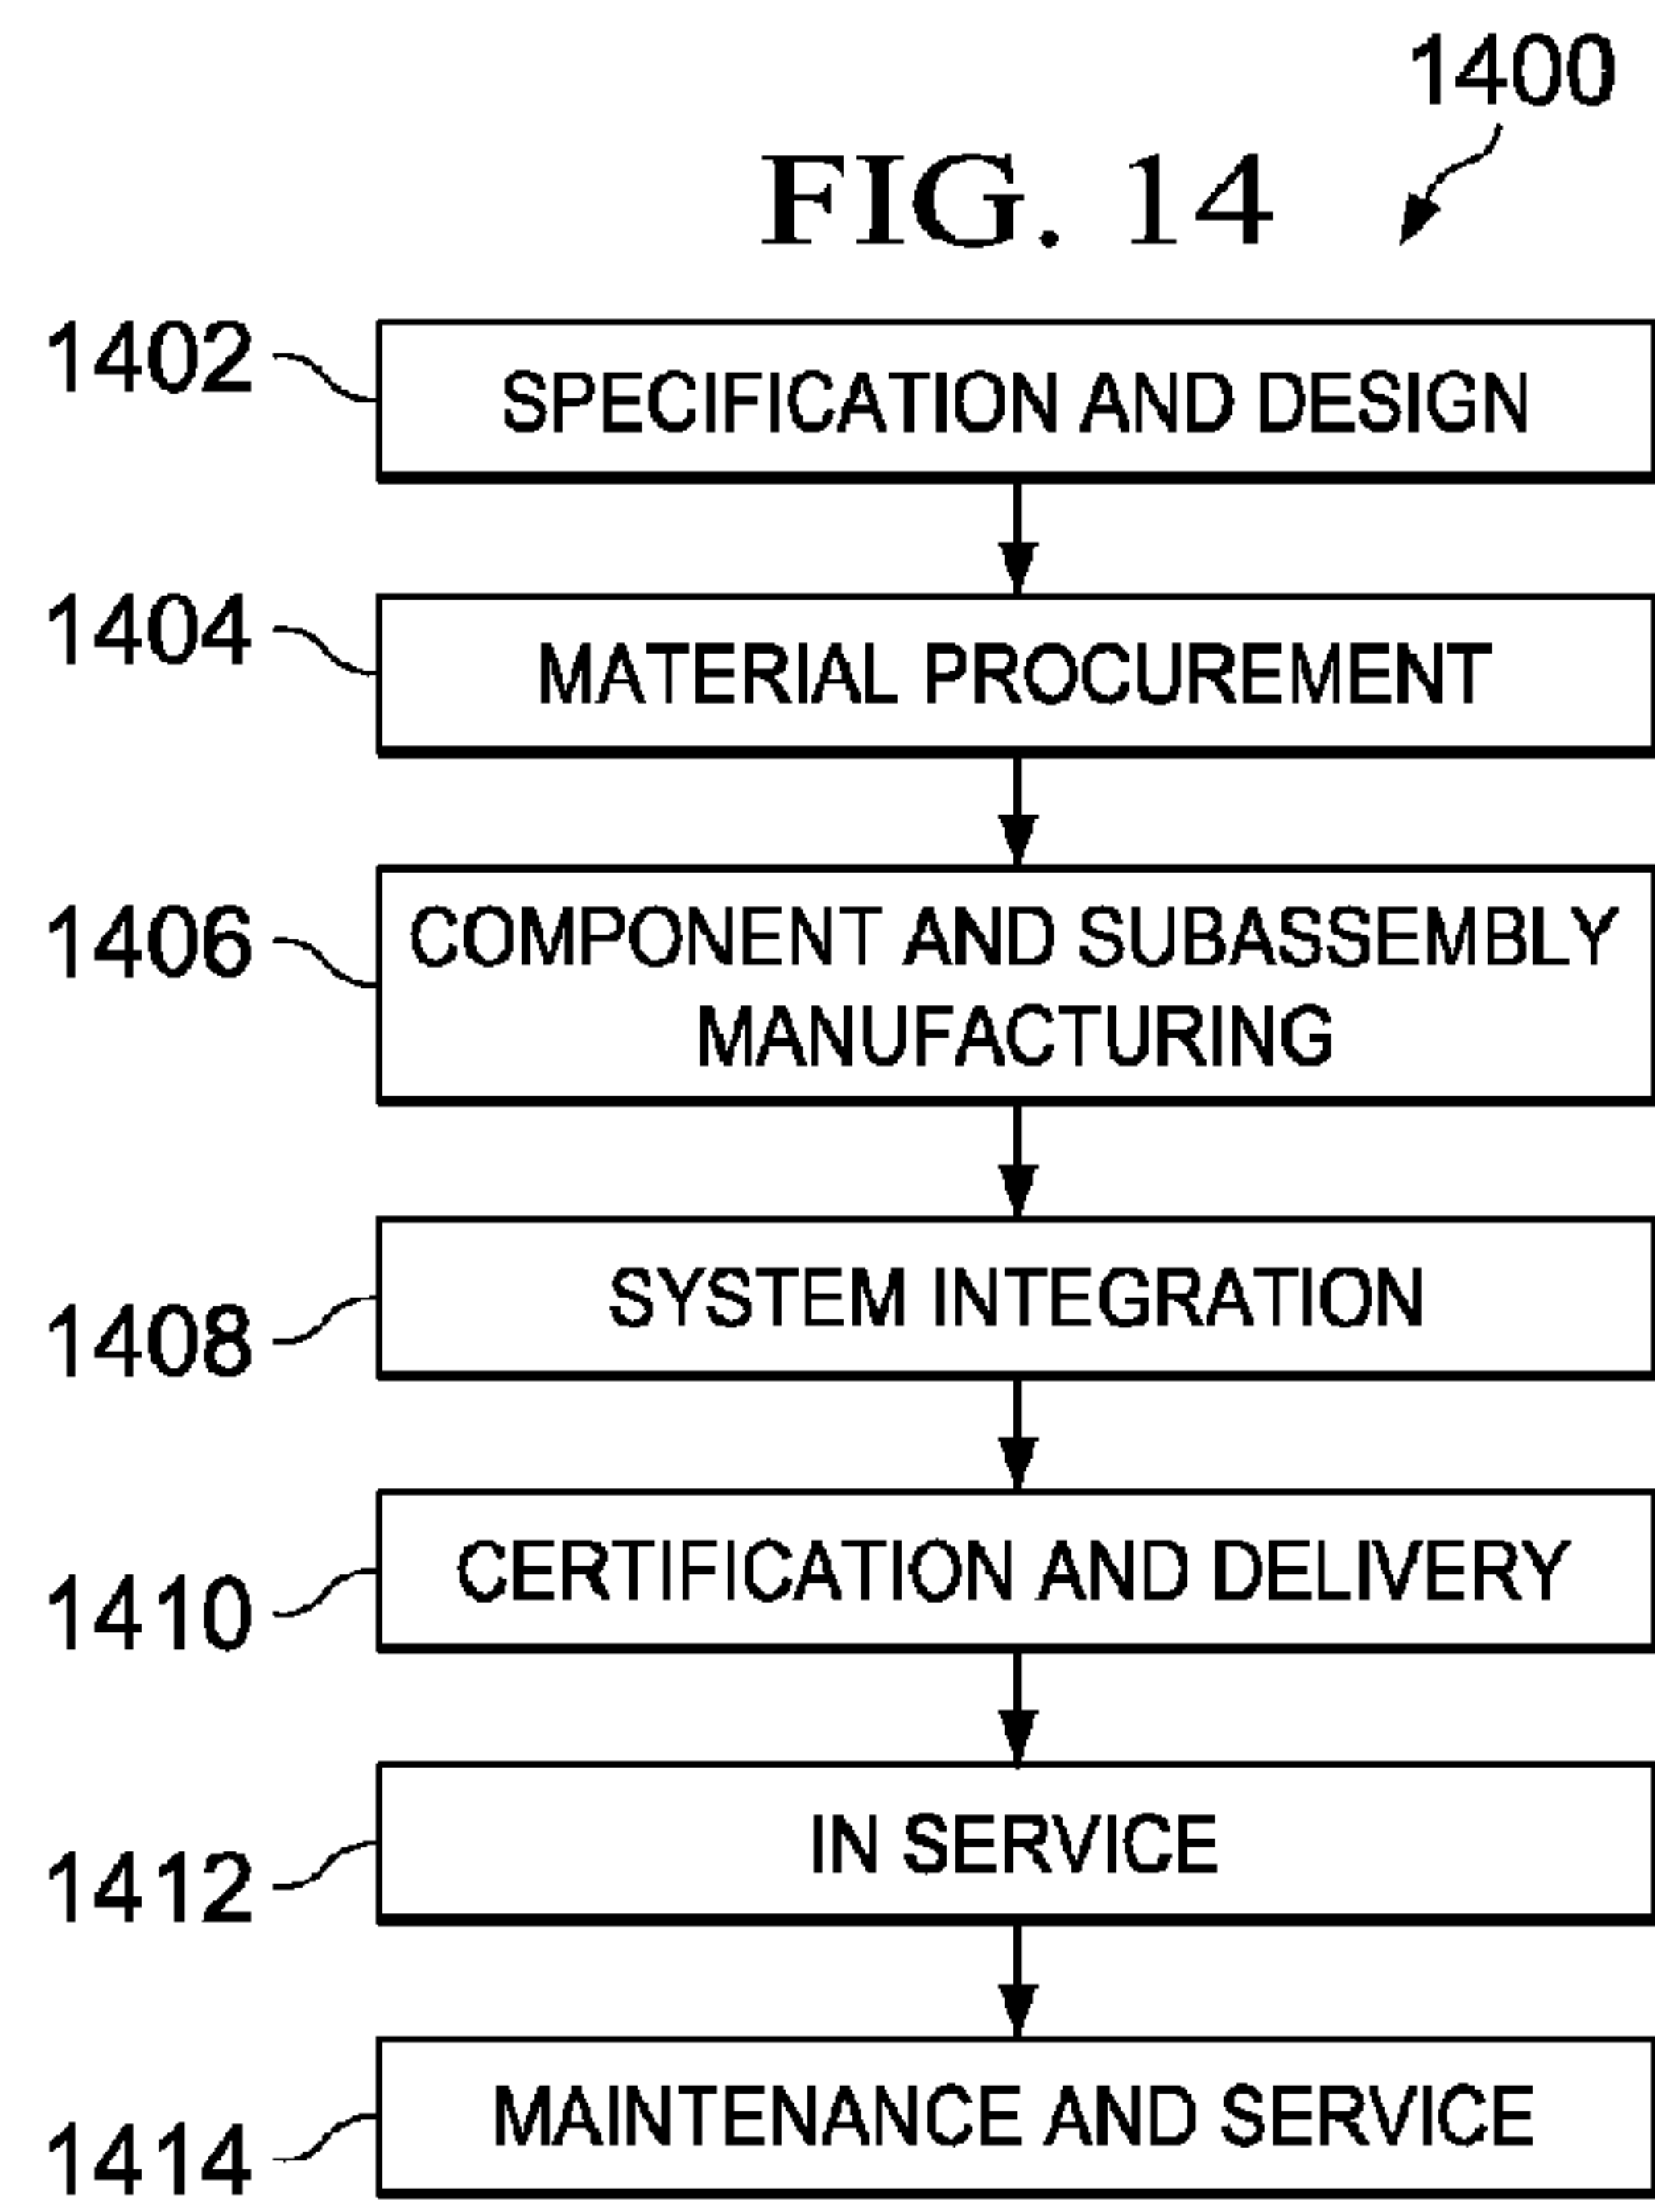 1400
FIG. 14
1402
SPECIFICATION AND DESIGN
1404
MATERIAL PROCUREMENT
1406
COMPONENT AND SUBASSEMBLY
MANUFACTURING
1408
SYSTEM INTEGRATION
1410
CERTIFICATION AND DELIVERY
1412
IN SERVICE
1414
MAINTENANCE AND SERVICE